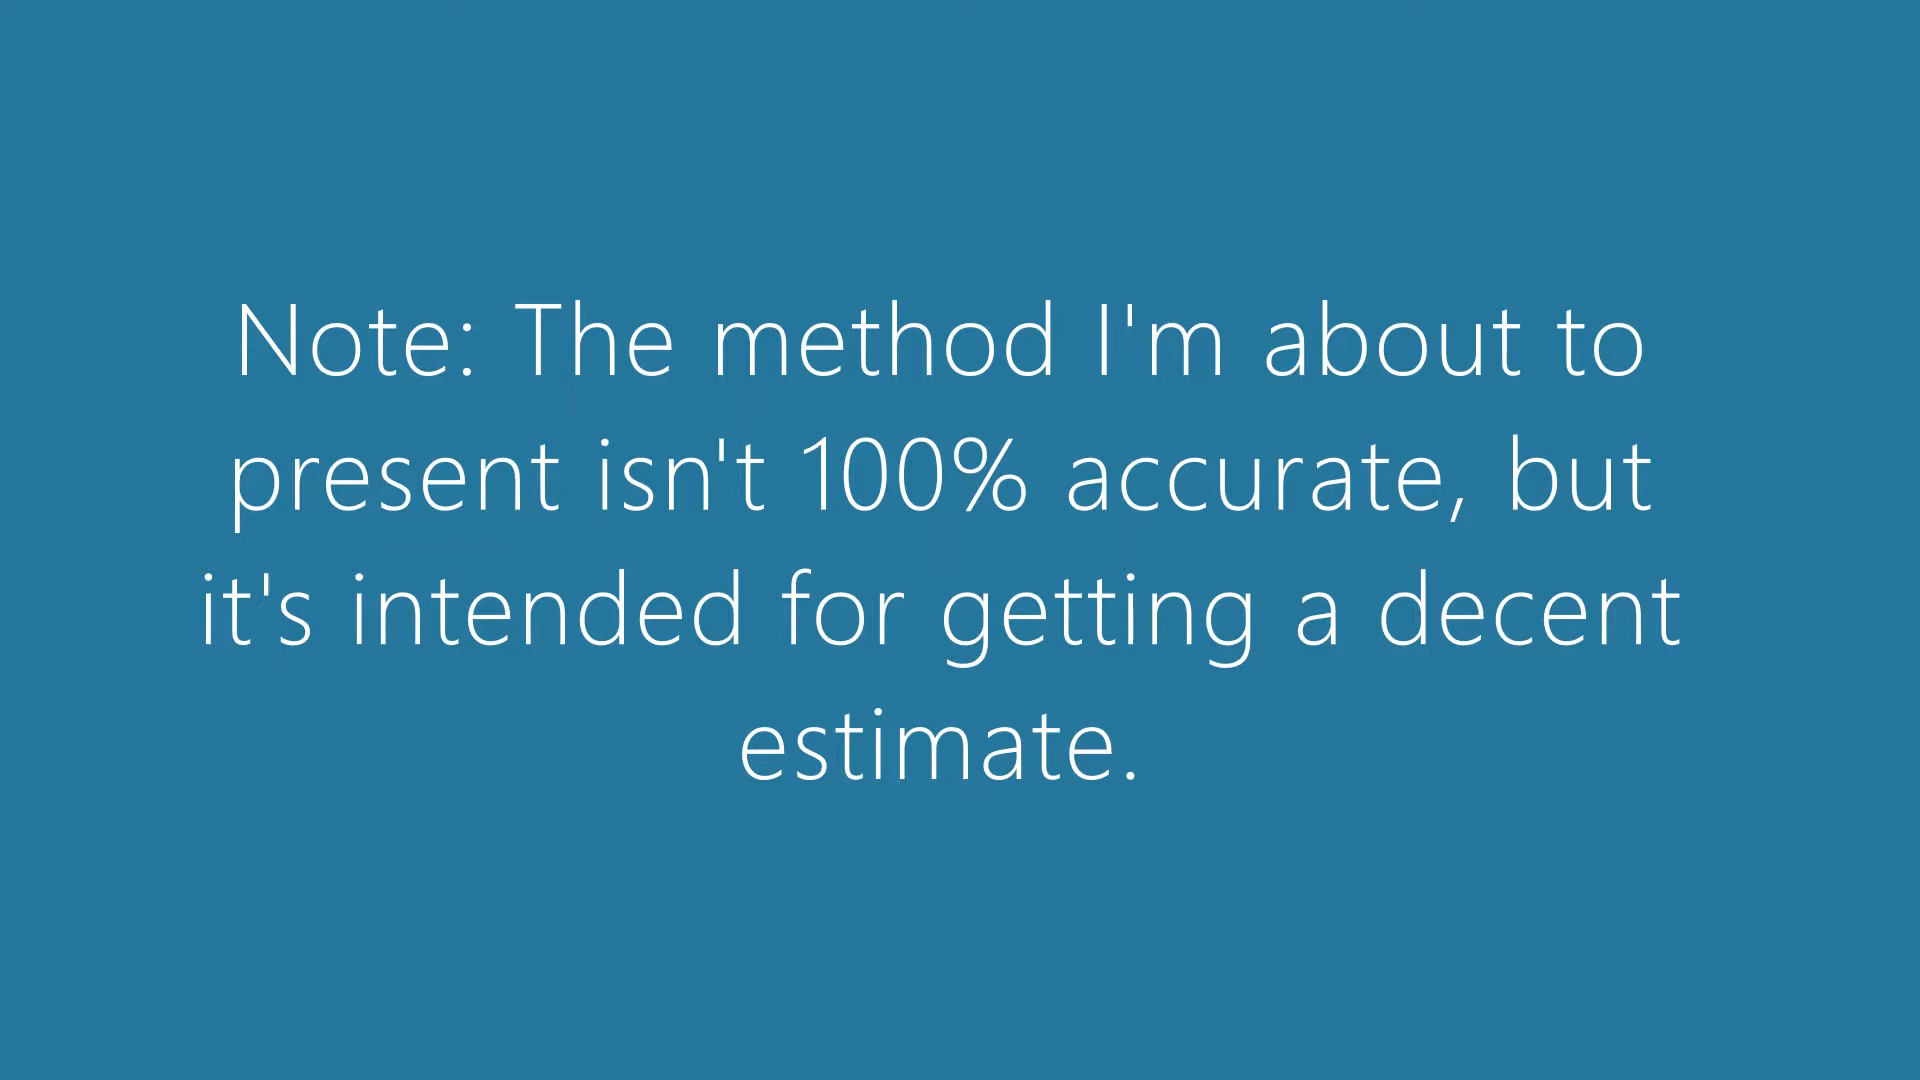 Note: The method I'm about to
present isn't 100% accurate, but
it's intended for getting a decent
estimate.